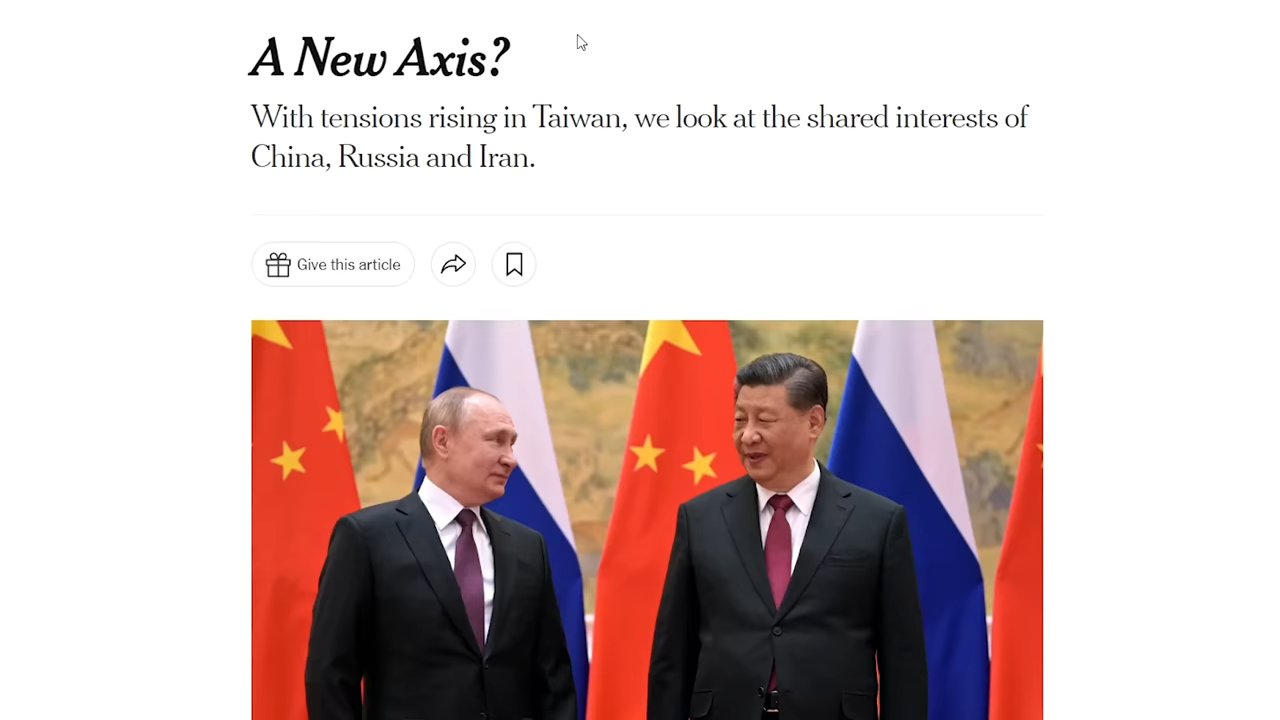 A New Axis?
With tensions rising in Taiwan, we look at the shared interests of
China, Russia and Iran.
Give this article